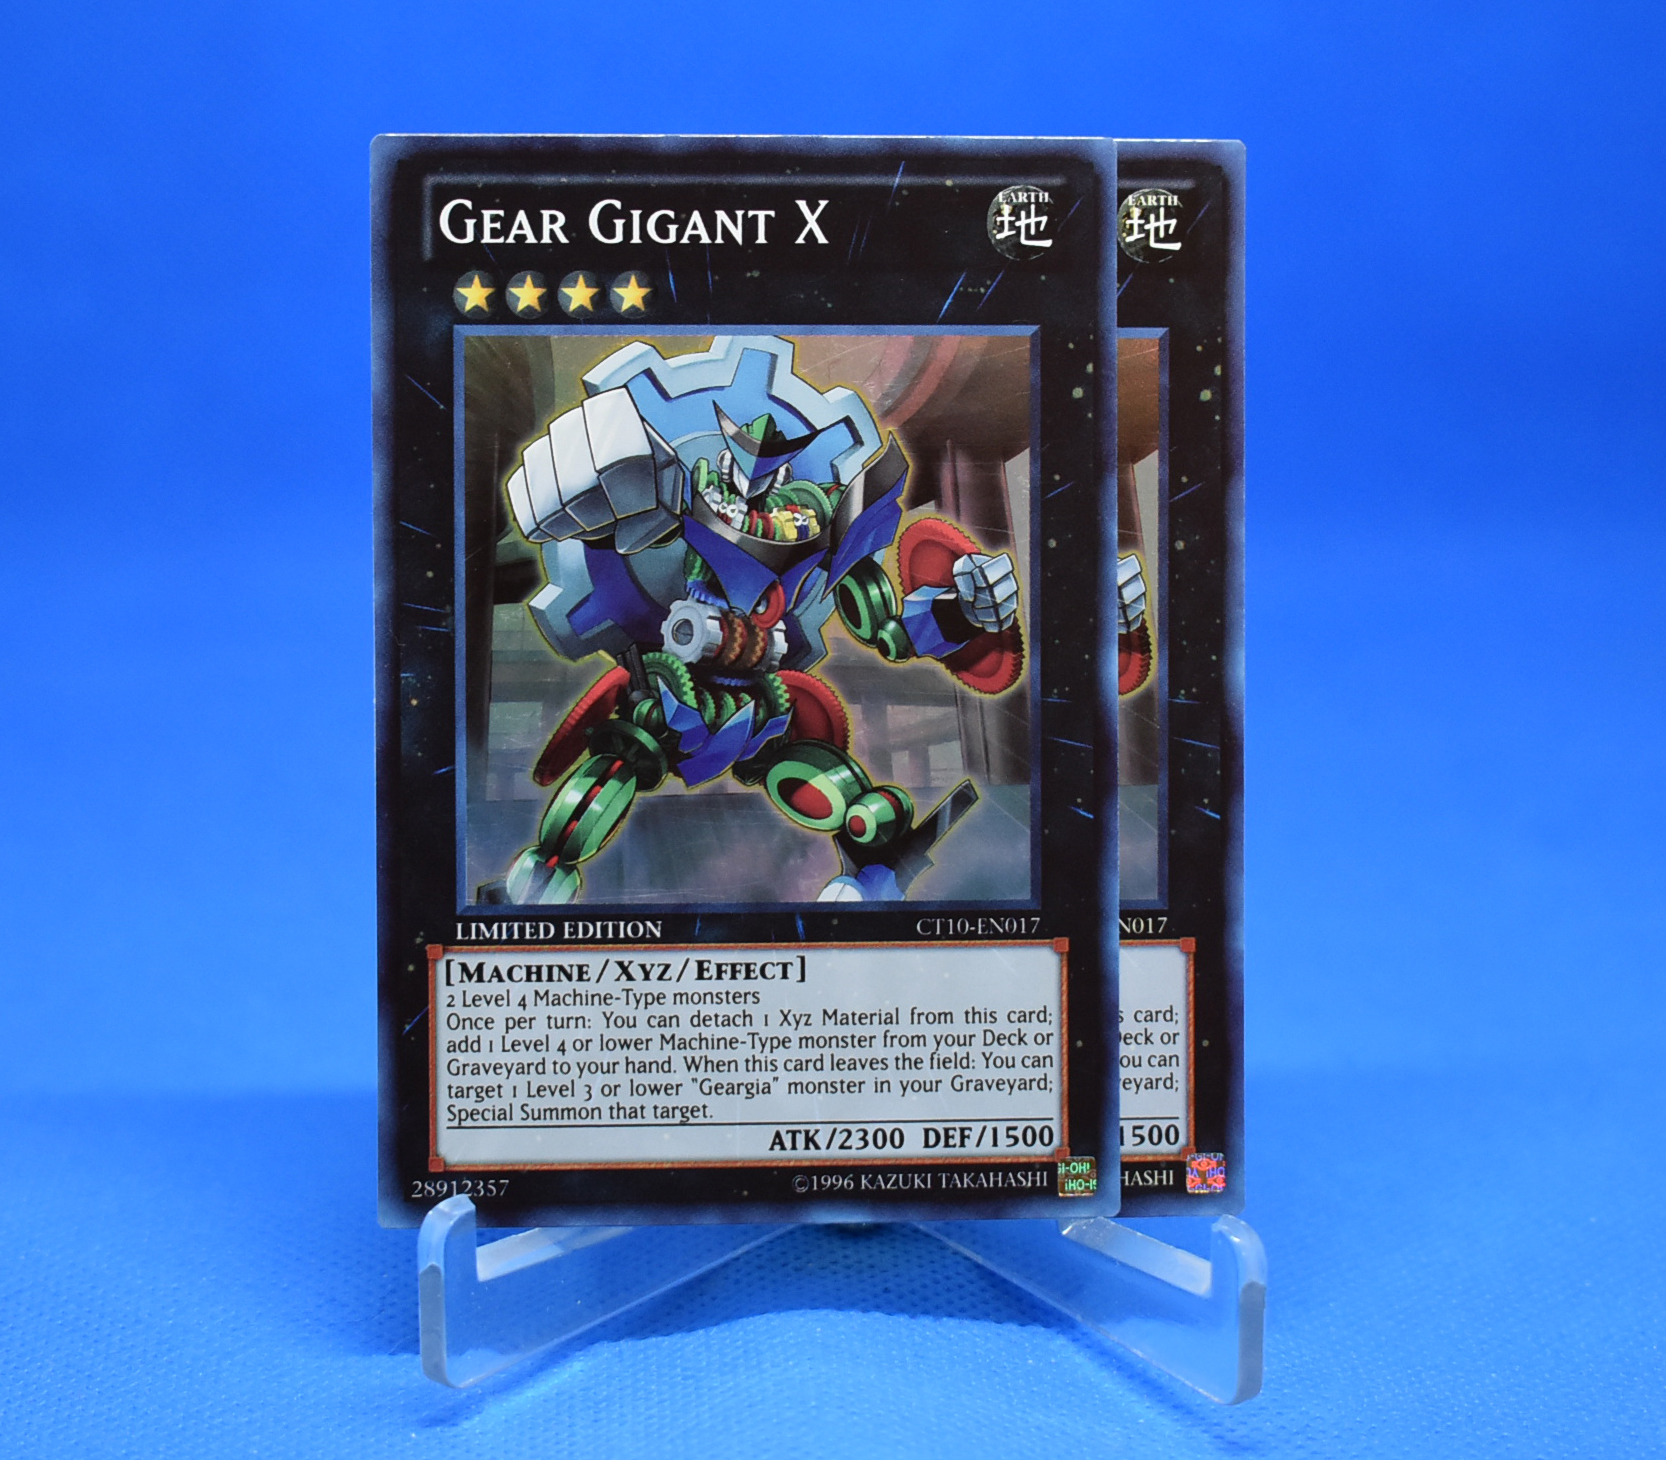 GEAR GIGANT X
EARTH
地
EARTH
地
LIMITED EDITION
CT10-EN017
N017
[MACHINE/XYZ/EFFECT]
2 Level 4 Machine-Type monsters
Once per turn: You can detach 1 Xyz Material from this card;
add 1 Level 4 or lower Machine-Type monster from your Deck or
Graveyard to your hand. When this card leaves the field: You can
target 1 Level 3 or lower "Geargia" monster in your Graveyard;
Special Summon that target.
s card;
Deck or
ou can
eyard;
ATK/2300 DEF/1500
1500
28912357
©1996 KAZUKI TAKAHASHI
HASHI